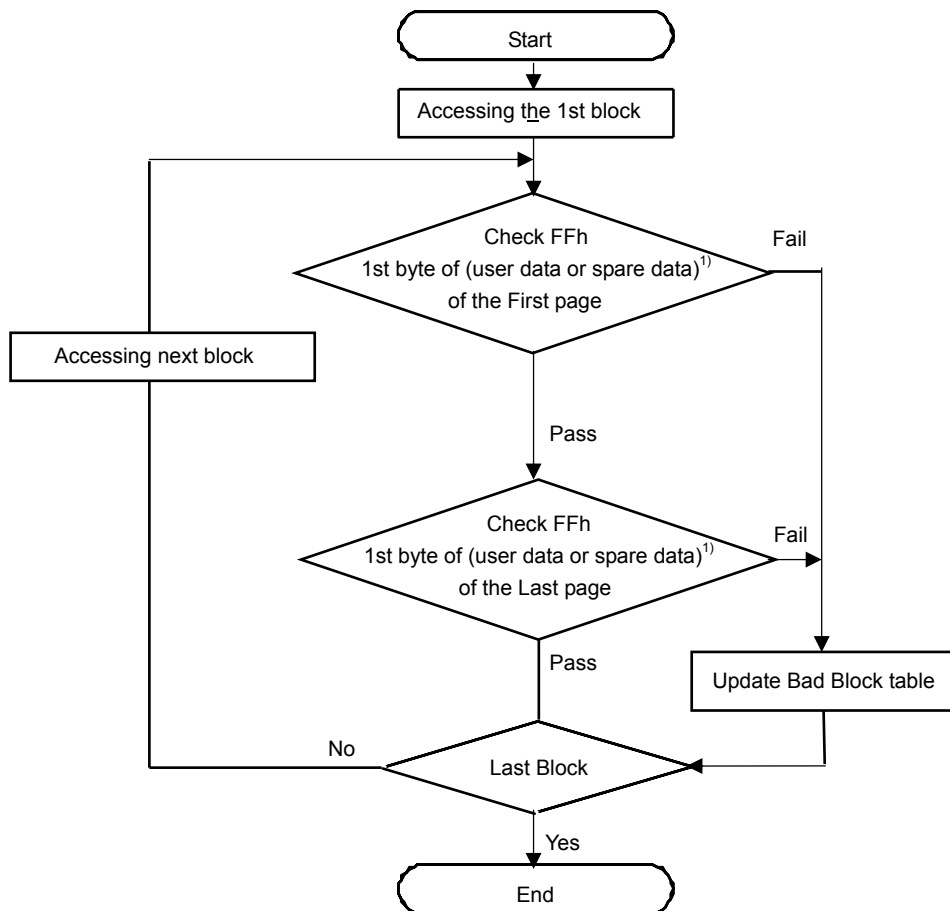 Start
Accessing the 1st block
Check FFh
1st byte of (user data or spare data)1)
of the First page
Fail
Accessing next block
Pass
Check FFh
1st byte of (user data or spare data)1)
of the Last page
Fail
Pass
Update Bad Block table
No
Last Block
Yes
End